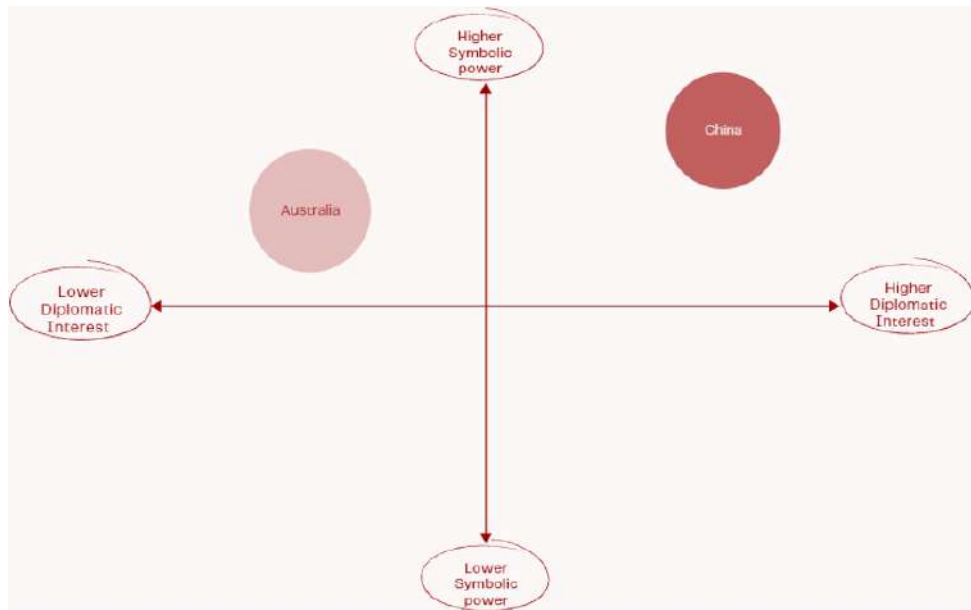 Higher
Symbolic
power
China
Australia
Lower
Diplomatic
Interest
Higher
Diplomatic
Interest
Lower
Symbolic
power